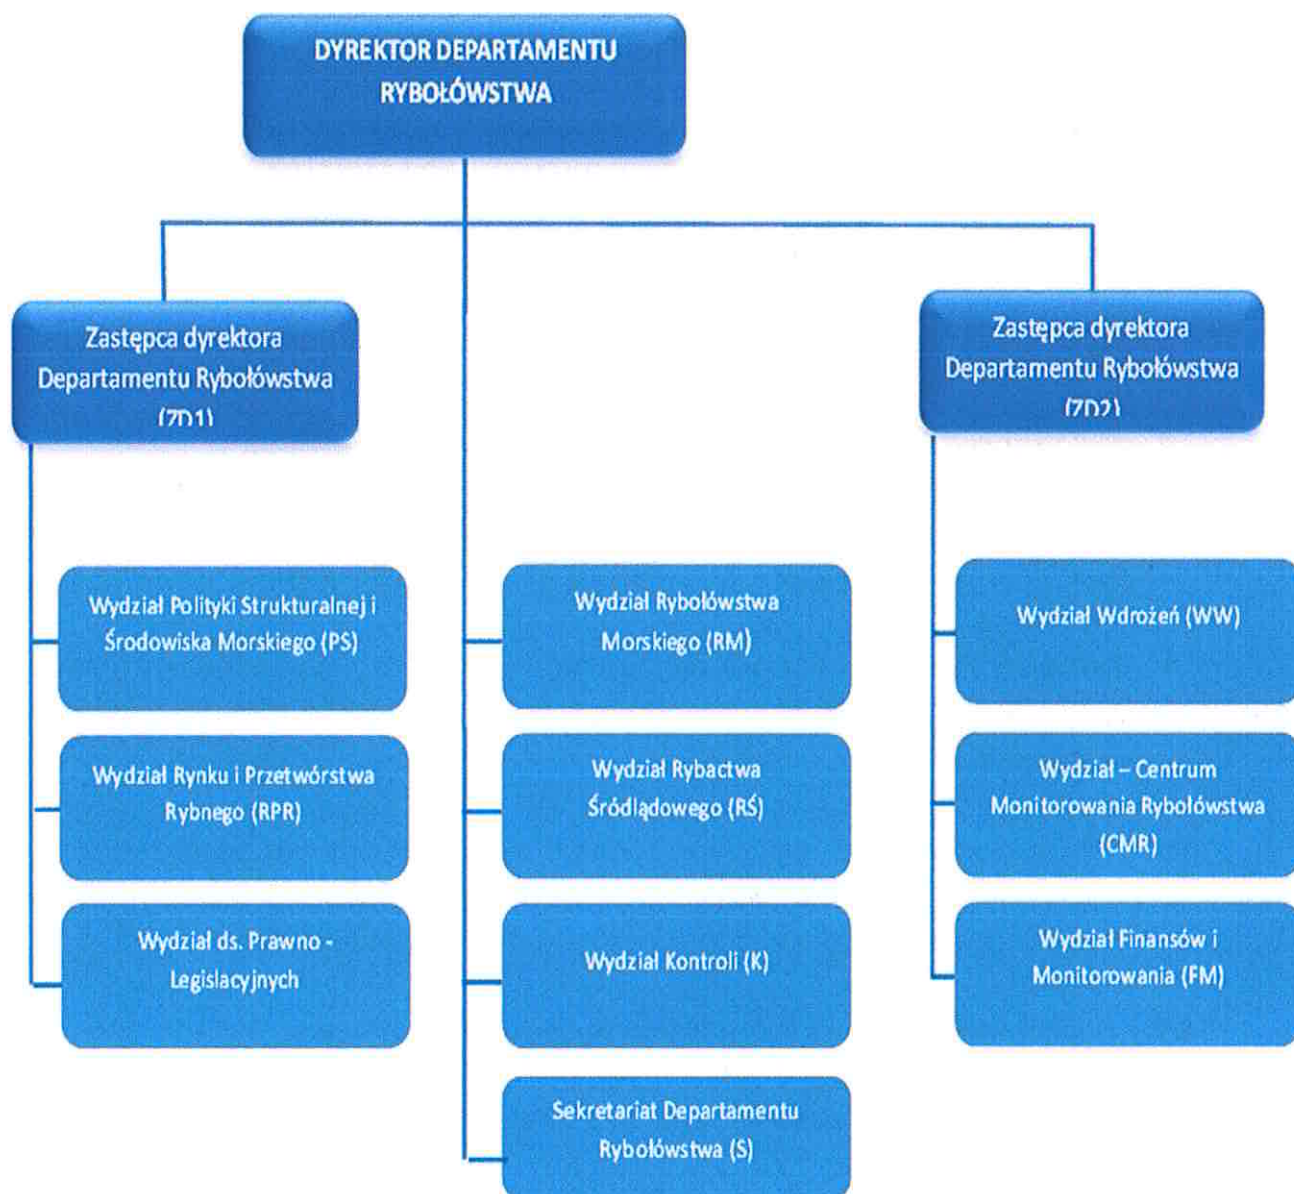 DYREKTOR DEPARTAMENTU
RYBOŁÓWSTWA
Zastępca dyrektora
Departamentu Rybołówstwa
(ZD1)
Zastępca dyrektora
Departamentu Rybołówstwa
(ZD2)
Wydział Polityki Strukturalnej i
Środowiska Morskiego (PS)
Wydział Rynku i Przetwórstwa
Rybnego (RPR)
Wydział ds. Prawno -
Legislacyjnych
Wydział Rybołówstwa
Morskiego (RM)
Wydział Rybactwa
Śródlądowego (RŚ)
Wydział Kontroli (K)
Sekretariat Departamentu
Rybołówstwa (S)
Wydział Wdrożeń (WW)
Wydział – Centrum
Monitorowania Rybołówstwa
(CMR)
Wydział Finansów i
Monitorowania (FM)